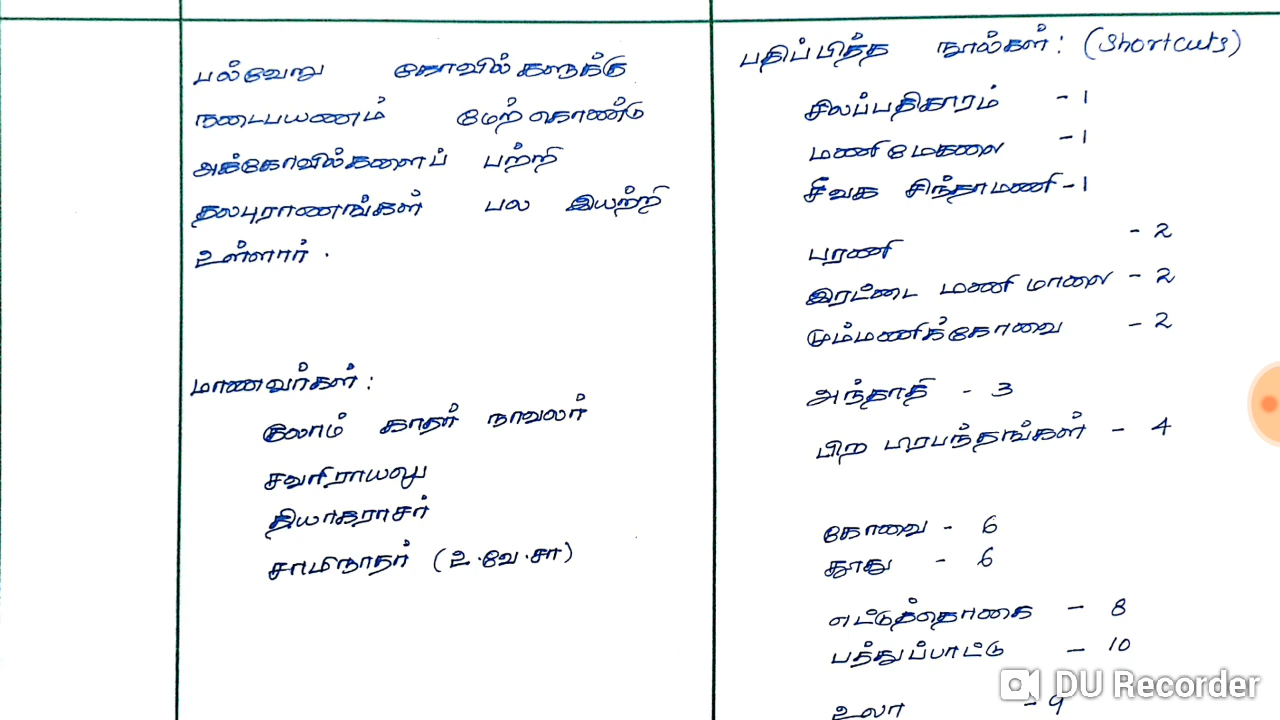 பல்வேறு கோவில்களுக்கு
நடைபயணம் மேற்கொண்டு
அக்கோவில்களைப் பற்றி
தலபுராணங்கள் பல இயற்றி
உள்ளார்.
மாணவர்கள்:
குலாம் காதர் நாவலர்
சவரிராயலு
தியாகராசர்
சாமிநாதர் (உ.வே.சா)
பதிப்பித்த நூல்கள்: (Shortcuts)
சிலப்பதிகாரம் - 1
மணிமேகலை - 1
சீவக சிந்தாமணி - 1
பரணி - 2
இரட்டை மணி மாலை - 2
மும்மணிக்கோவை - 2
அந்தாதி - 3
பிற பிரபந்தங்கள் - 4
கோவை - 6
தூது - 6
எட்டுத்தொகை - 8
பத்துப்பாட்டு - 10
உலா - 9
DU Recorder